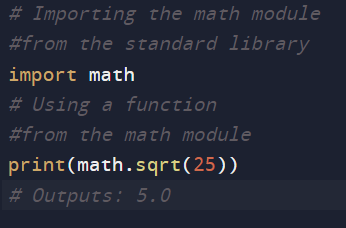 # Importing the math module
#from the standard library
import math
# Using a function
#from the math module
print(math.sqrt(25))
# Outputs: 5.0